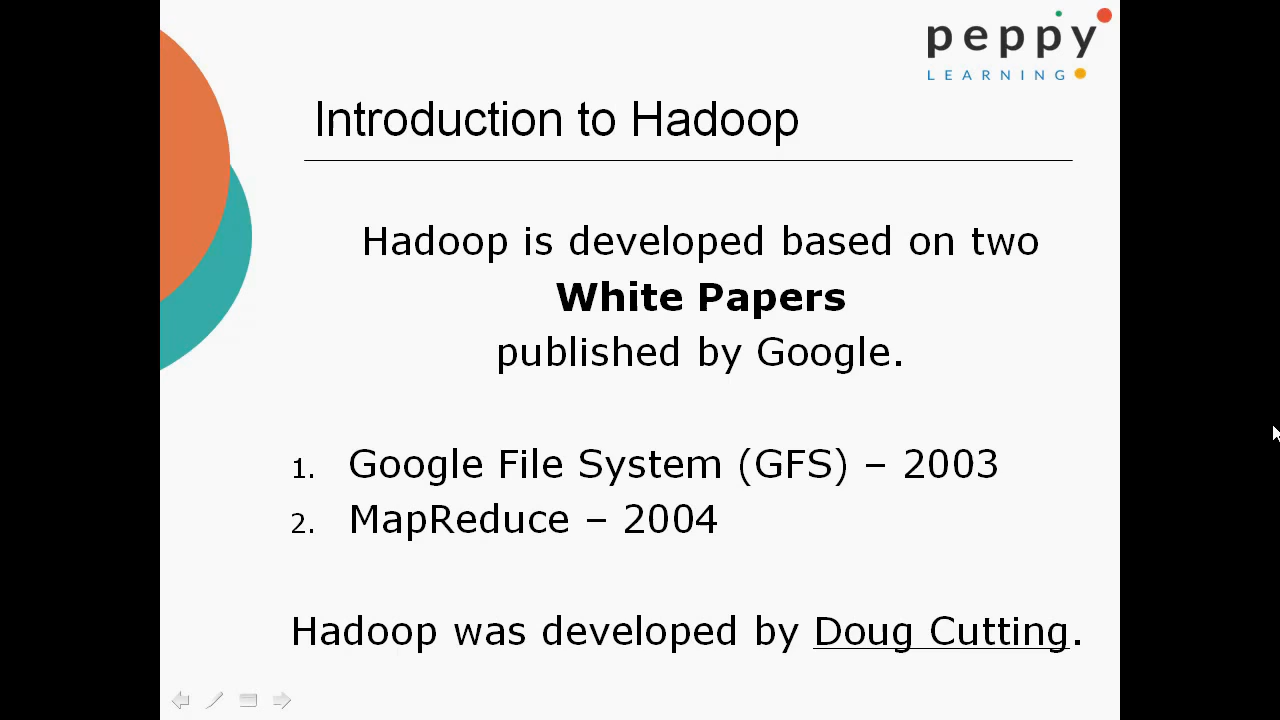 peppy
LEARNING
Introduction to Hadoop
Hadoop is developed based on two
White Papers
published by Google.
1. Google File System (GFS) – 2003
2. MapReduce – 2004
Hadoop was developed by Doug Cutting.